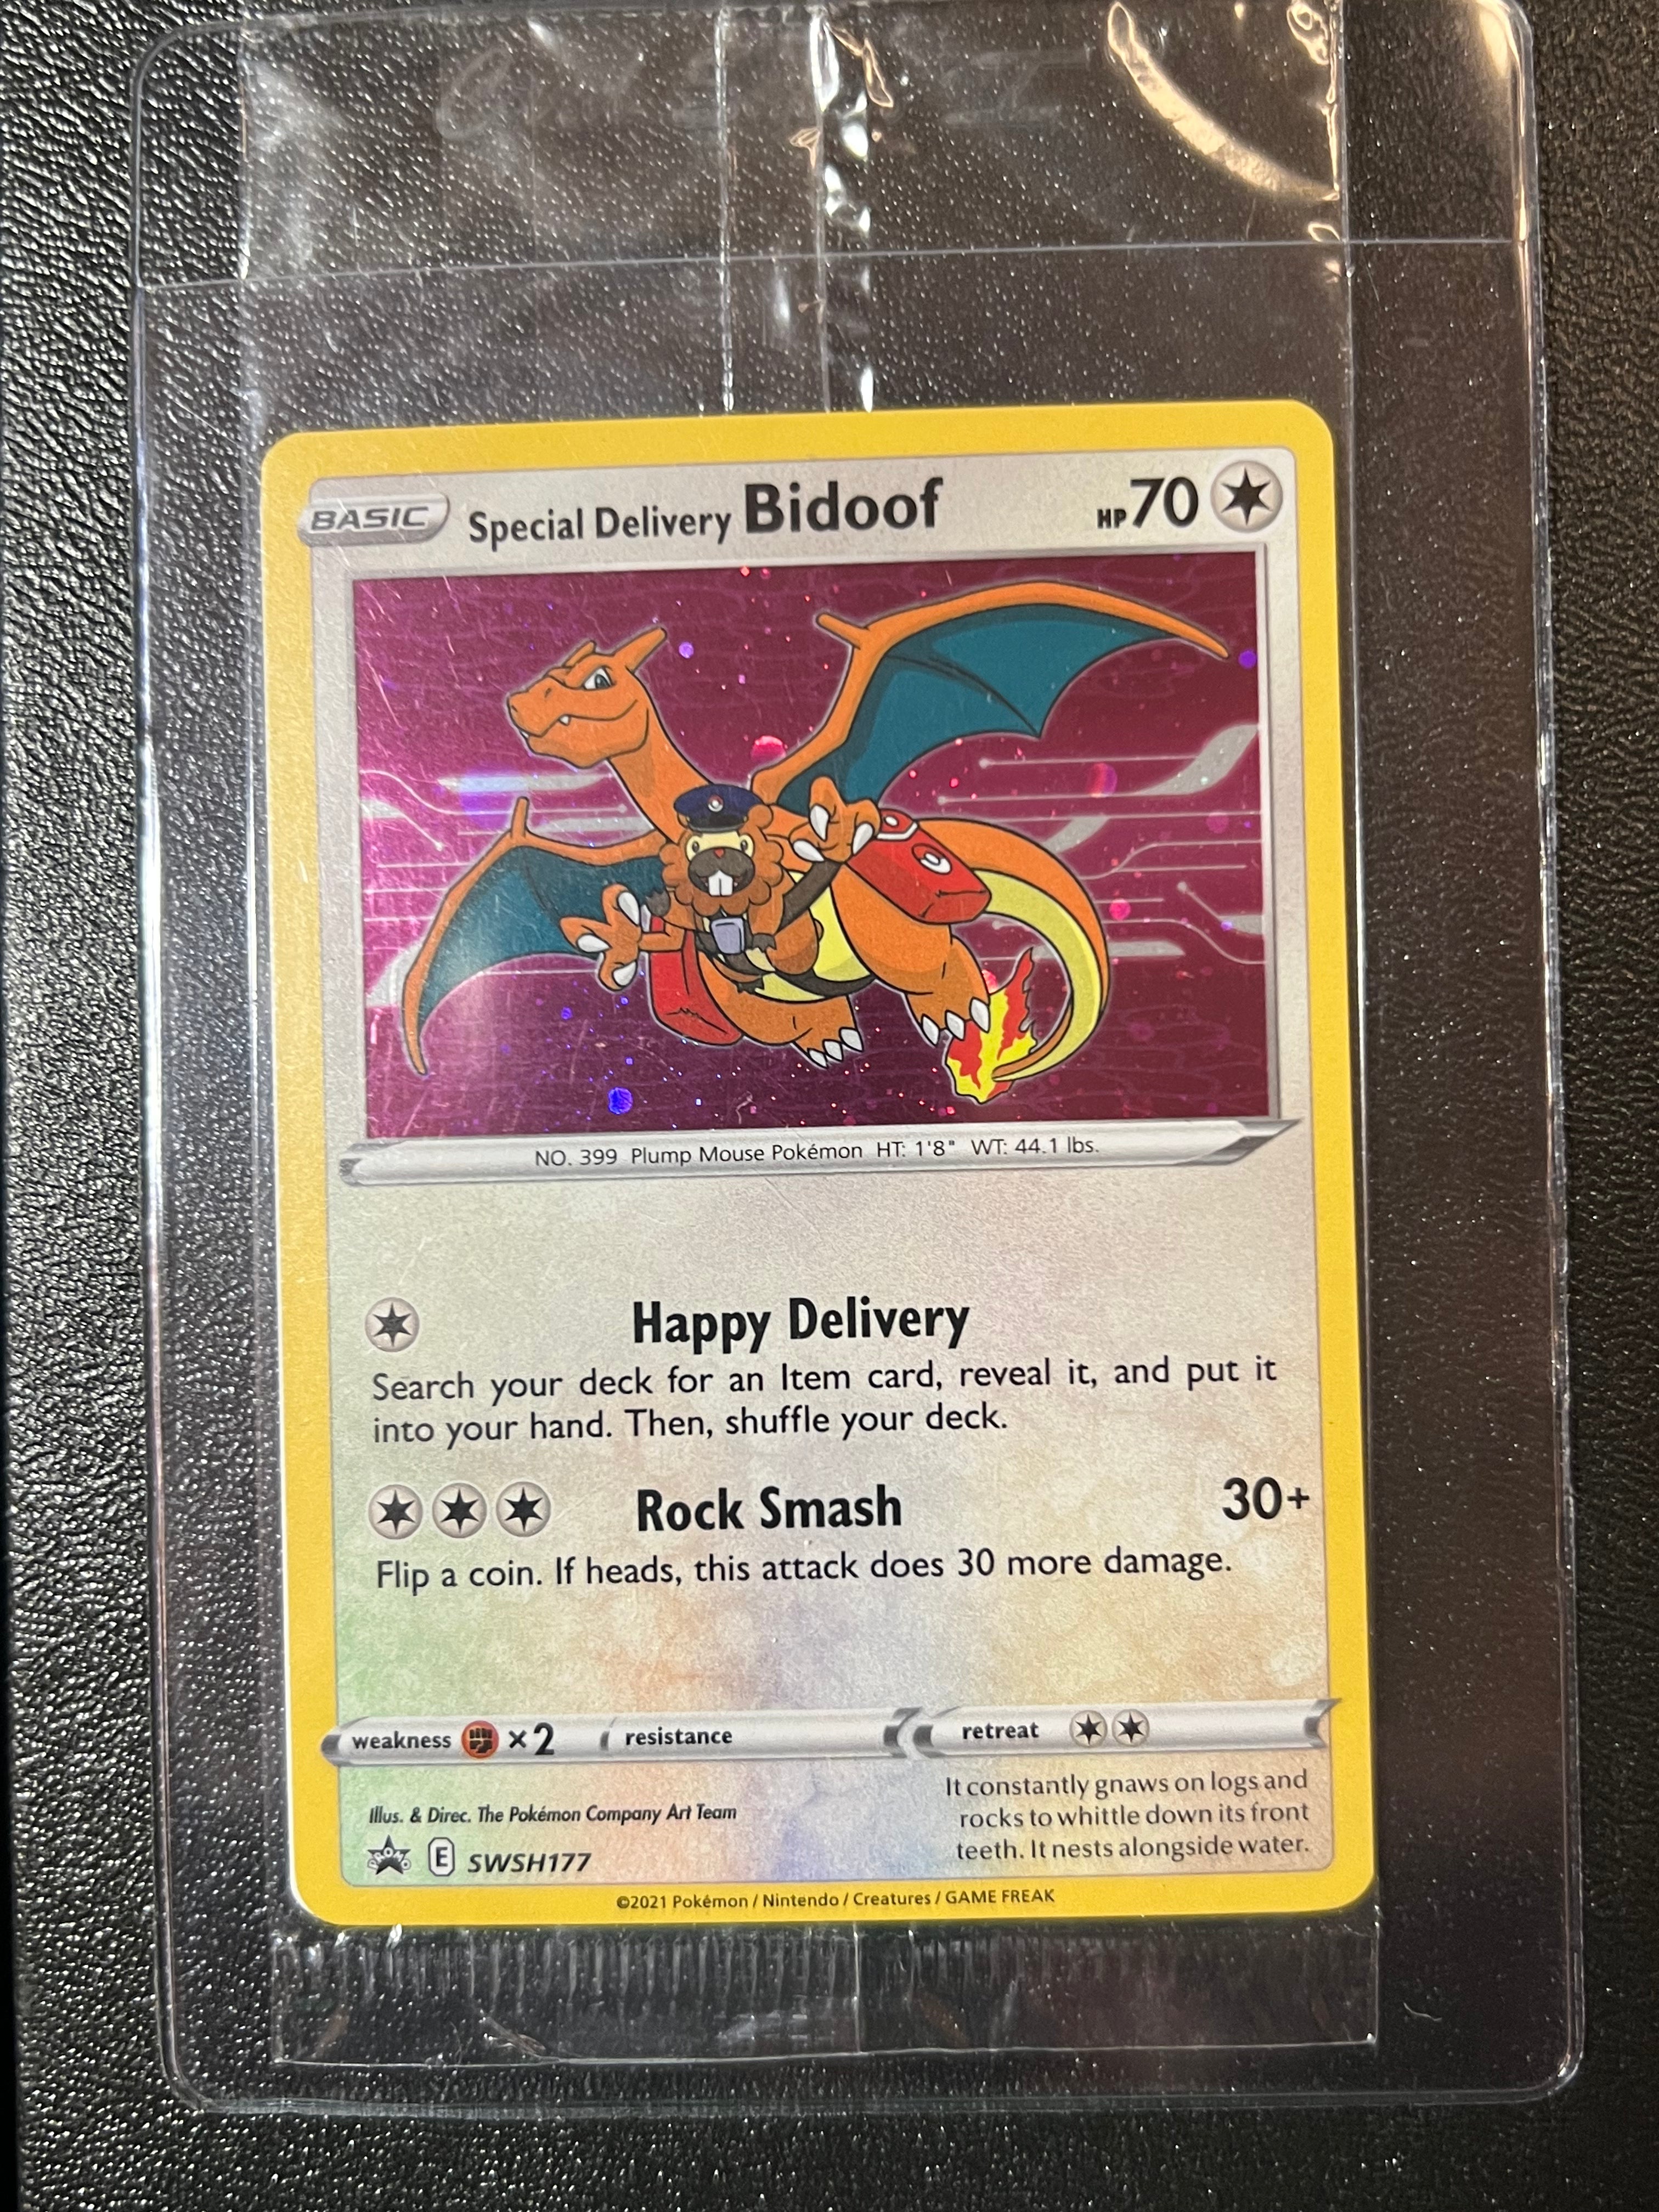 BASIC Special Delivery Bidoof HP 70
NO. 399 Plump Mouse Pokémon HT: 1'8" WT: 44.1 lbs.
Happy Delivery
Search your deck for an Item card, reveal it, and put it
into your hand. Then, shuffle your deck.
Rock Smash 30+
Flip a coin. If heads, this attack does 30 more damage.
weakness ×2 resistance retreat
It constantly gnaws on logs and
rocks to whittle down its front
teeth. It nests alongside water.
Illus. & Direc. The Pokémon Company Art Team
PROMO E SWSH177
©2021 Pokémon / Nintendo / Creatures / GAME FREAK